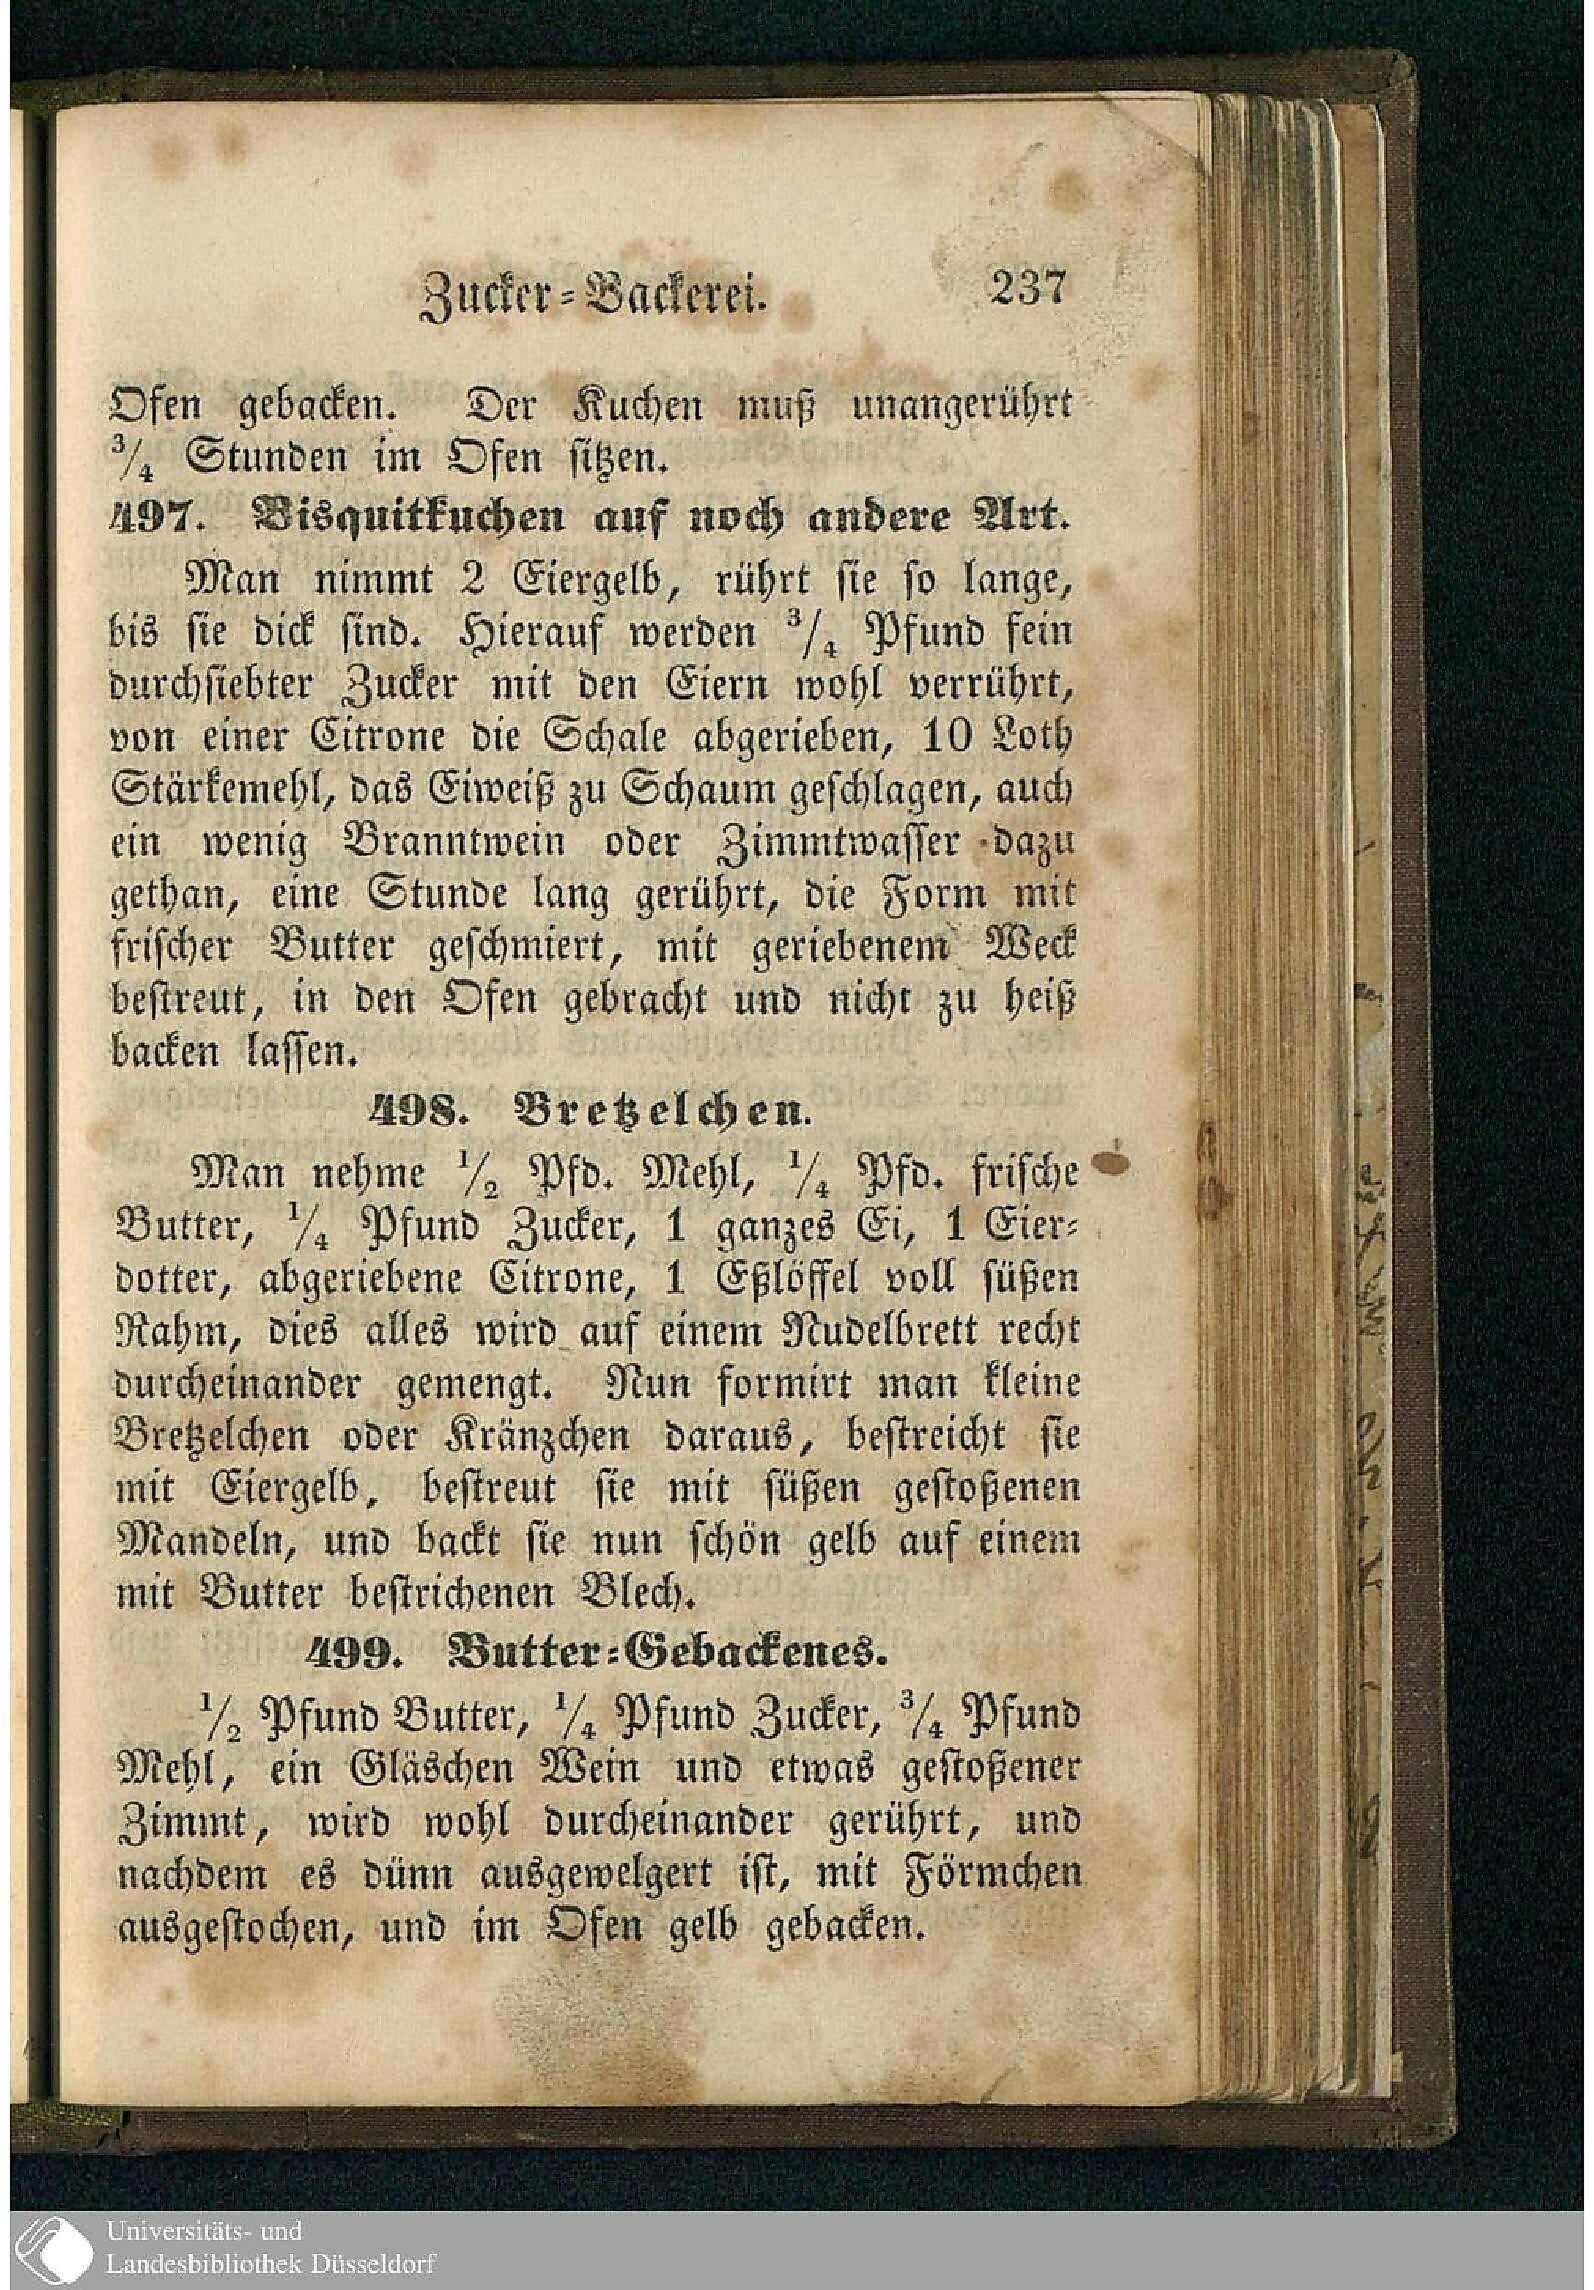 Zucker-Backerei. 237
Ofen gebacken. Der Kuchen muß unangerührt
3/4 Stunden im Ofen sitzen.
497. Bisquitkuchen auf noch andere Art.
Man nimmt 2 Eiergelb, rührt sie so lange,
bis sie dick sind. Hierauf werden 3/4 Pfund fein
durchsiebter Zucker mit den Eiern wohl verrührt,
von einer Citrone die Schale abgerieben, 10 Loth
Stärkemehl, das Eiweiß zu Schaum geschlagen, auch
ein wenig Branntwein oder Zimmtwasser dazu
gethan, eine Stunde lang gerührt, die Form mit
frischer Butter geschmiert, mit geriebenem Weck
bestreut, in den Ofen gebracht und nicht zu heiß
backen lassen.
498. Bretzelchen.
Man nehme 1/2 Pfd. Mehl, 1/4 Pfd. frische
Butter, 1/4 Pfund Zucker, 1 ganzes Ei, 1 Eier-
dotter, abgeriebene Citrone, 1 Eßlöffel voll süßen
Rahm, dies alles wird auf einem Nudelbrett recht
durcheinander gemengt. Nun formirt man kleine
Bretzelchen oder Kränzchen daraus, bestreicht sie
mit Eiergelb, bestreut sie mit süßen gestoßenen
Mandeln, und backt sie nun schön gelb auf einem
mit Butter bestrichenen Blech.
499. Butter-Gebackenes.
1/2 Pfund Butter, 1/4 Pfund Zucker, 3/4 Pfund
Mehl, ein Gläschen Wein und etwas gestoßener
Zimmt, wird wohl durcheinander gerührt, und
nachdem es dünn ausgewelgert ist, mit Förmchen
ausgestochen, und im Ofen gelb gebacken.
Universitäts- und
Landesbibliothek Düsseldorf